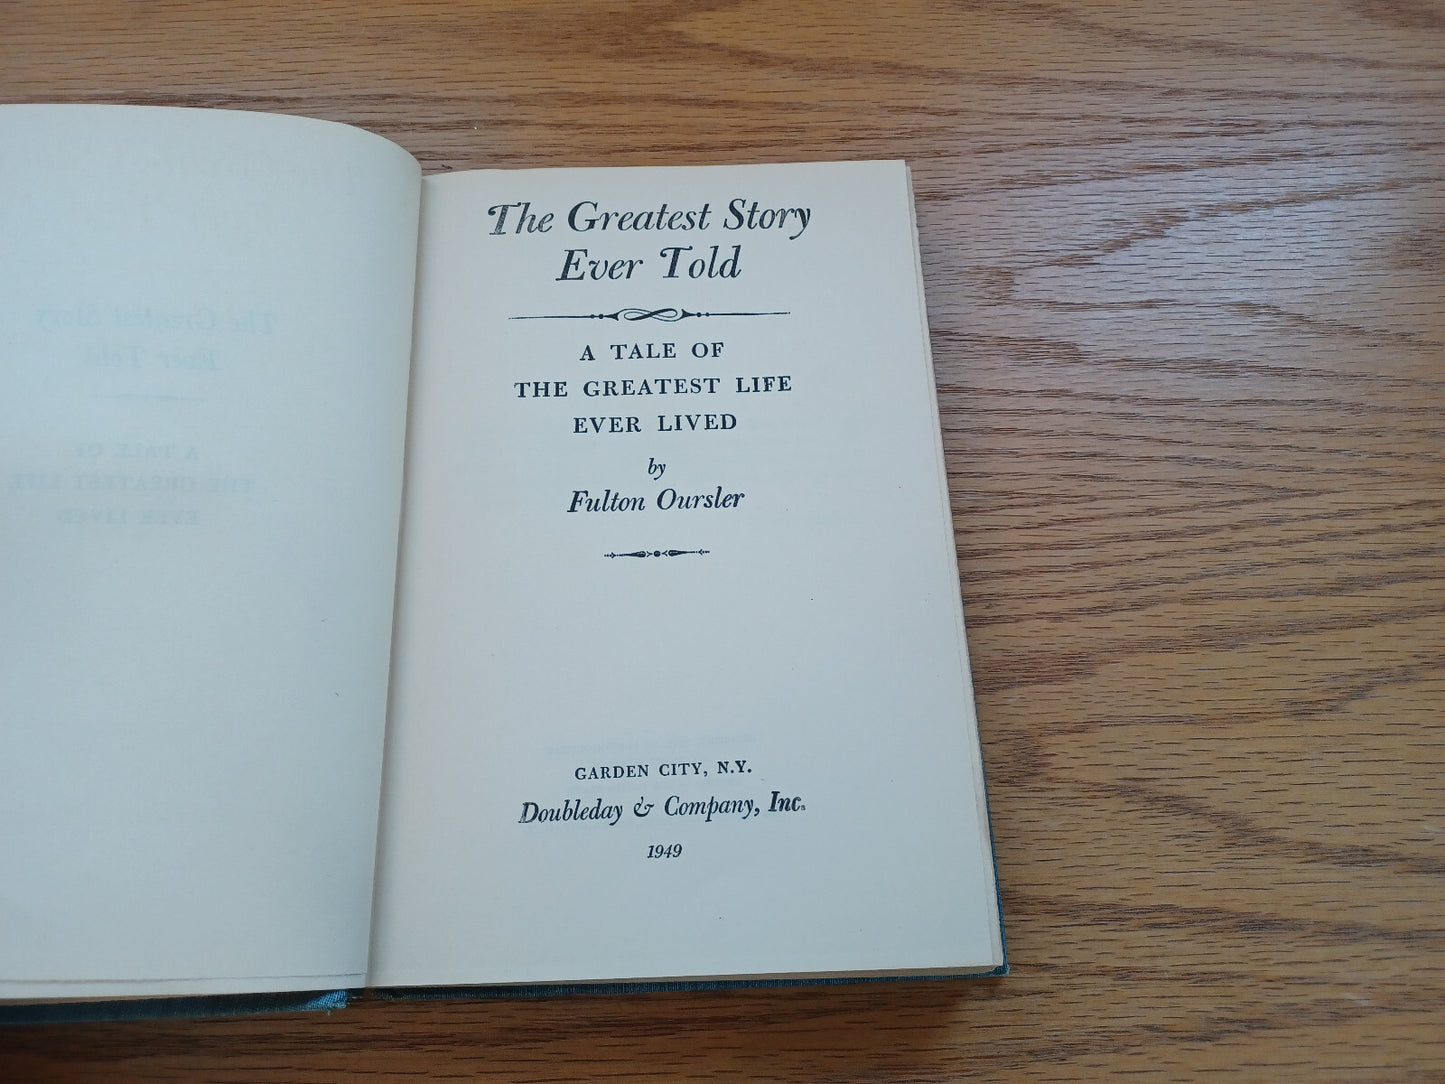 The Greatest Story
Ever Told
A TALE OF
THE GREATEST LIFE
EVER LIVED
by
Fulton Oursler
GARDEN CITY, N.Y.
Doubleday & Company, Inc.
1949